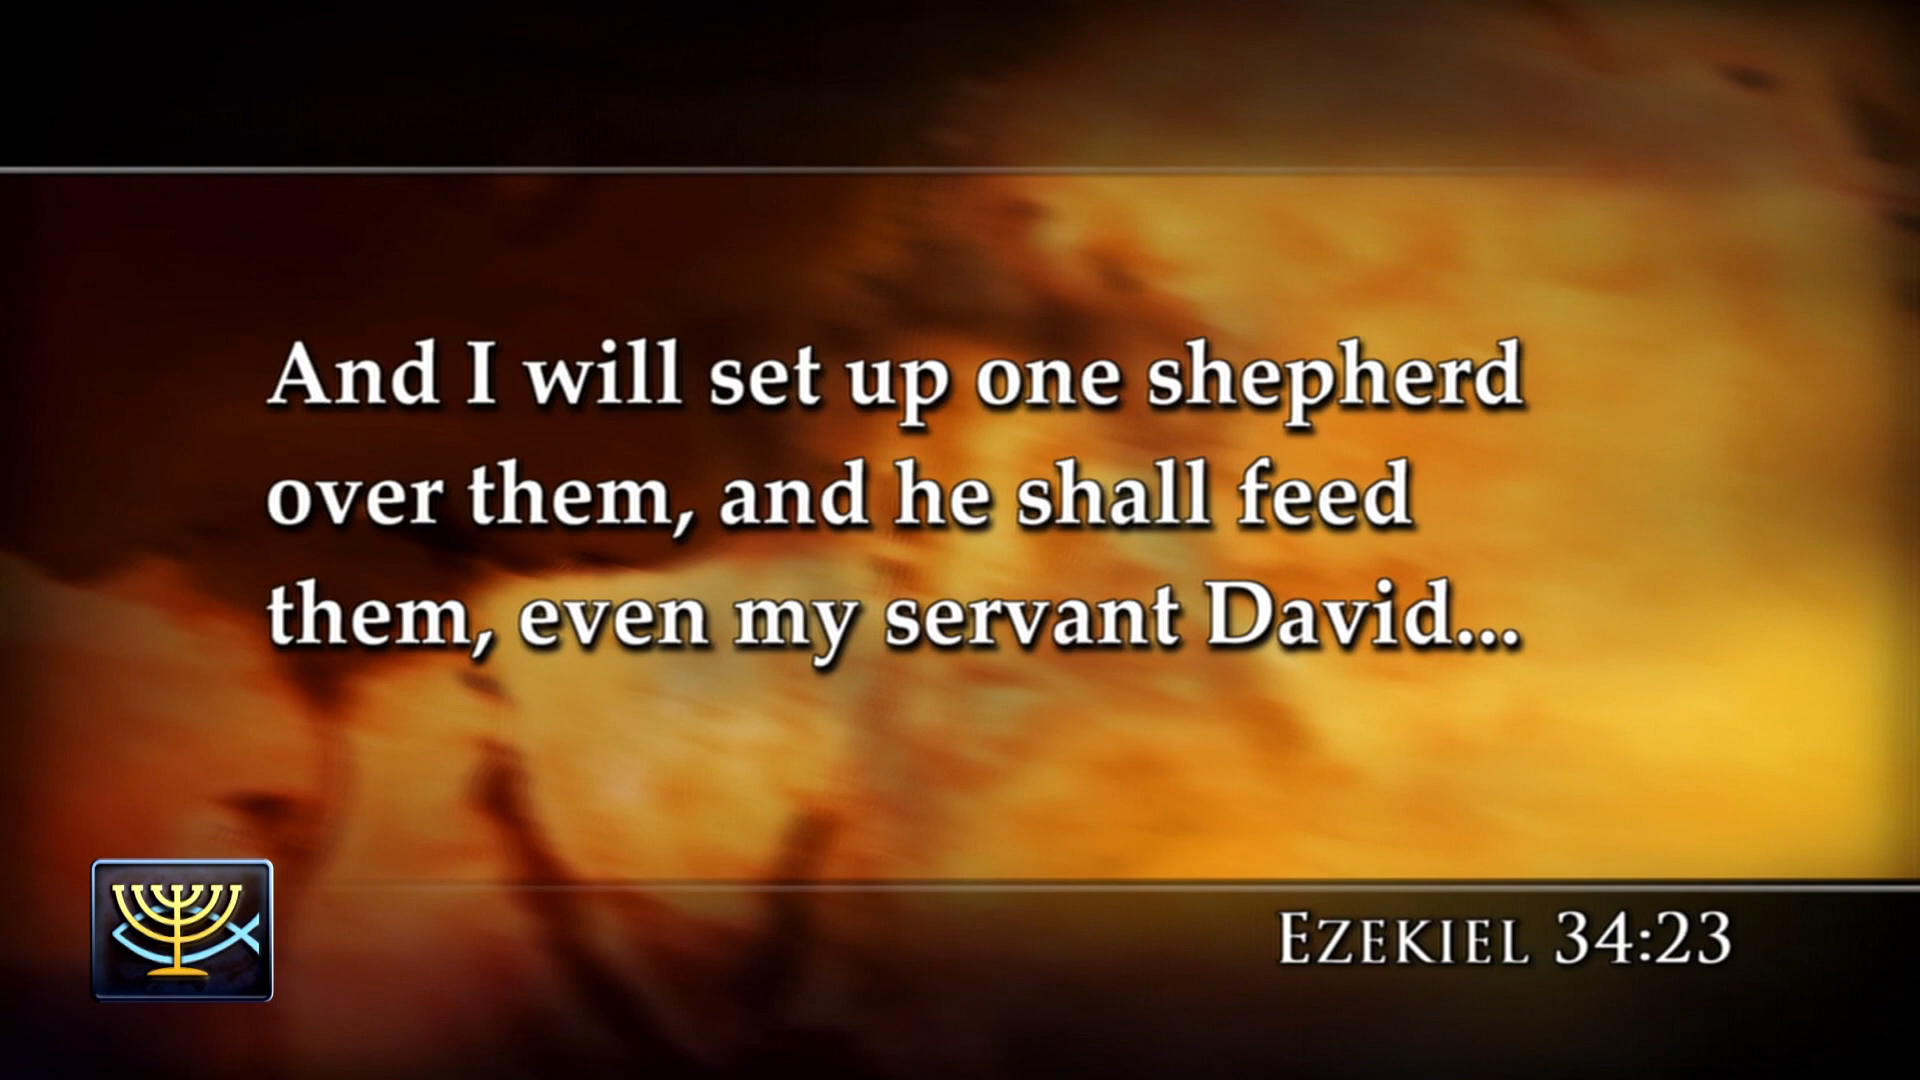 And I will set up one shepherd
over them, and he shall feed
them, even my servant David...
EZEKIEL 34:23